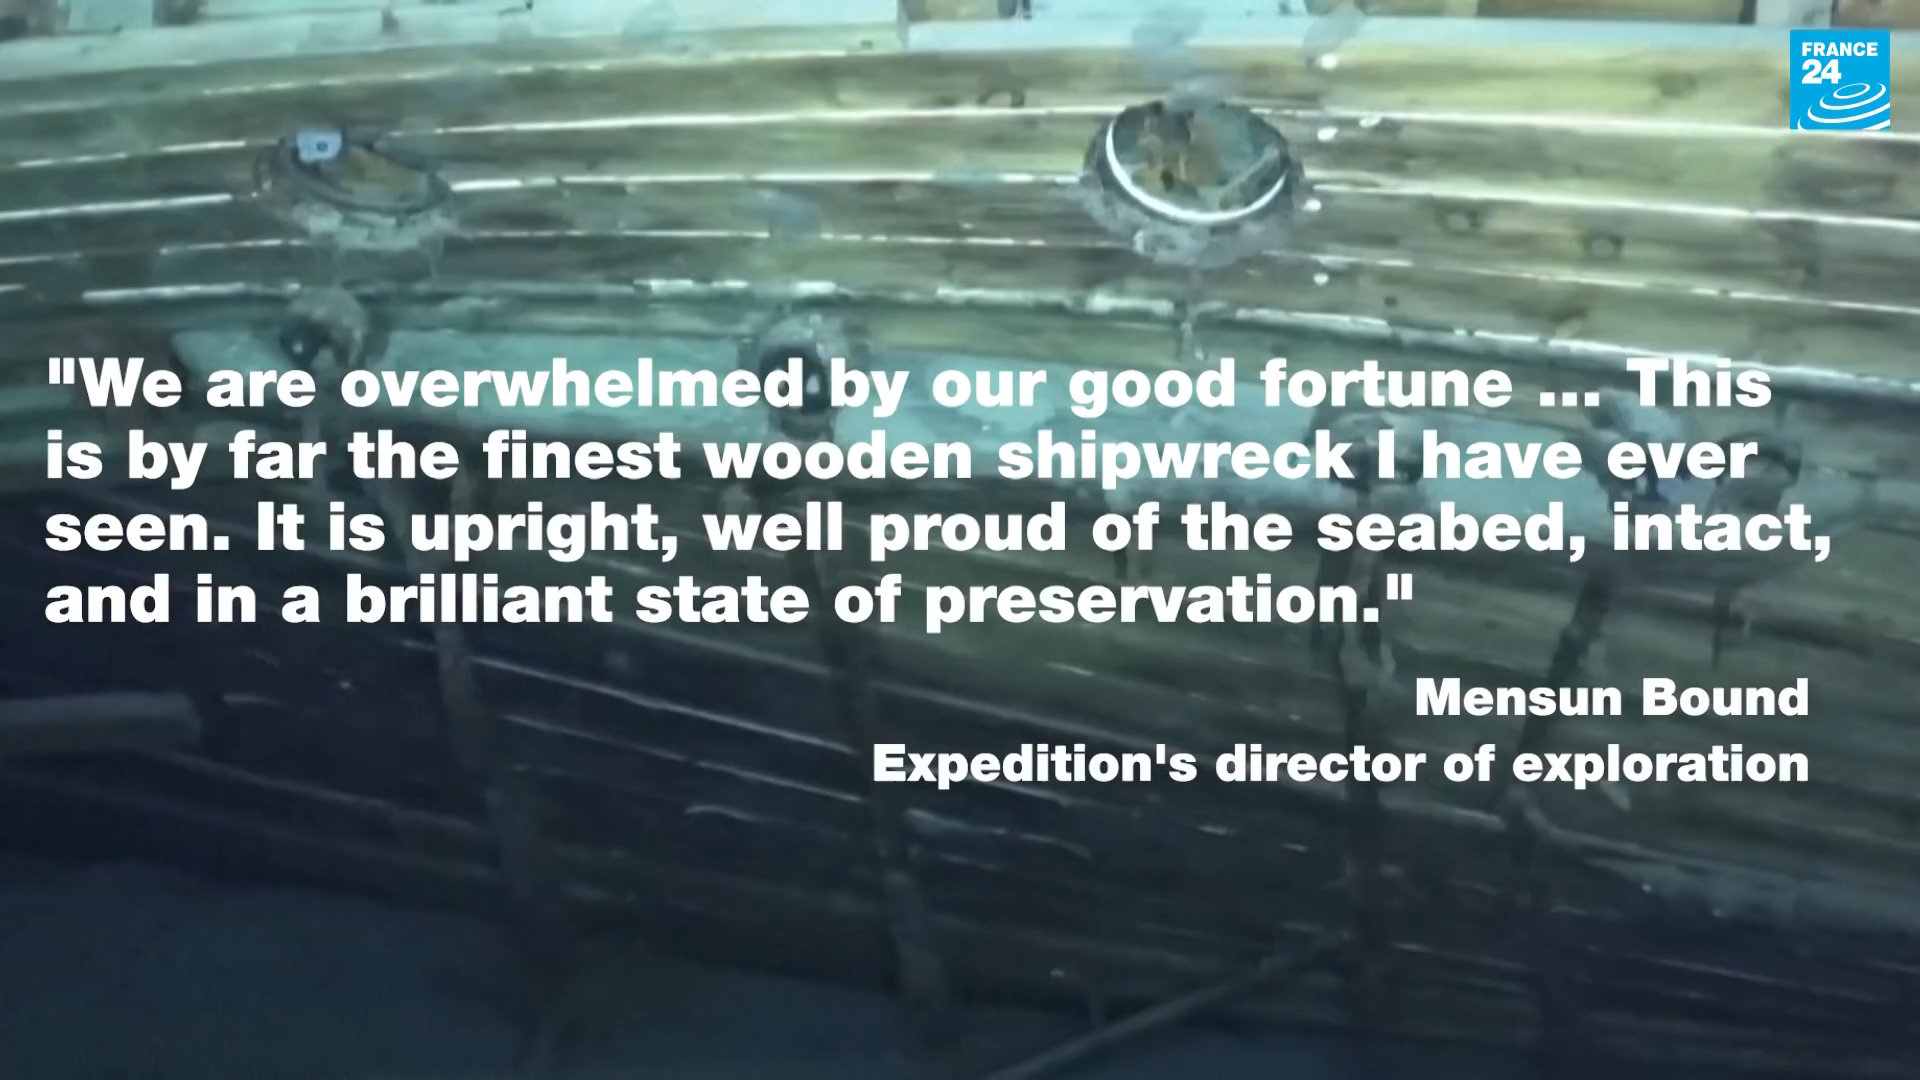 FRANCE
24
"We are overwhelmed by our good fortune ... This
is by far the finest wooden shipwreck I have ever
seen. It is upright, well proud of the seabed, intact,
and in a brilliant state of preservation."
Mensun Bound
Expedition's director of exploration